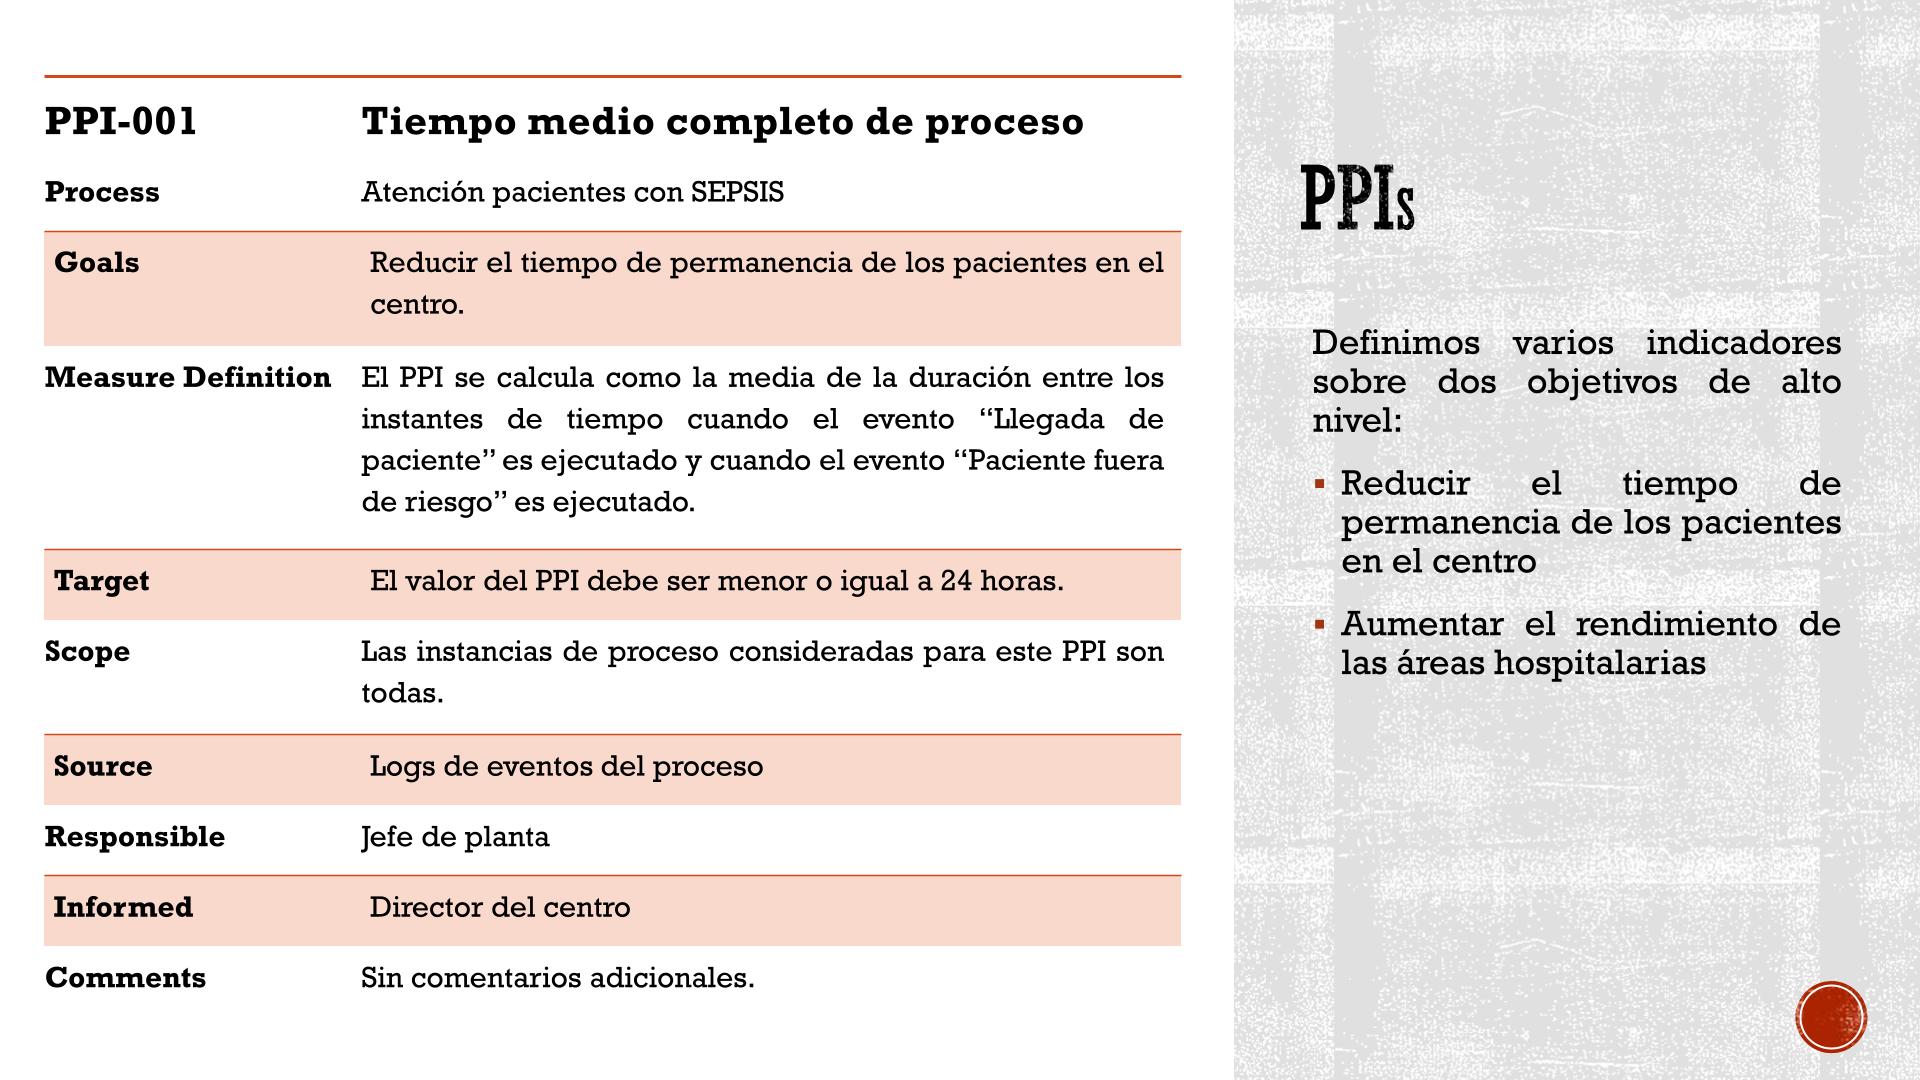 PPI-001 Tiempo medio completo de proceso
Process Atención pacientes con SEPSIS
Goals Reducir el tiempo de permanencia de los pacientes en el
centro.
Measure Definition El PPI se calcula como la media de la duración entre los
instantes de tiempo cuando el evento “Llegada de
paciente” es ejecutado y cuando el evento “Paciente fuera
de riesgo” es ejecutado.
Target El valor del PPI debe ser menor o igual a 24 horas.
Scope Las instancias de proceso consideradas para este PPI son
todas.
Source Logs de eventos del proceso
Responsible Jefe de planta
Informed Director del centro
Comments Sin comentarios adicionales.
PPIs
Definimos varios indicadores
sobre dos objetivos de alto
nivel:
▪ Reducir el tiempo de
permanencia de los pacientes
en el centro
▪ Aumentar el rendimiento de
las áreas hospitalarias